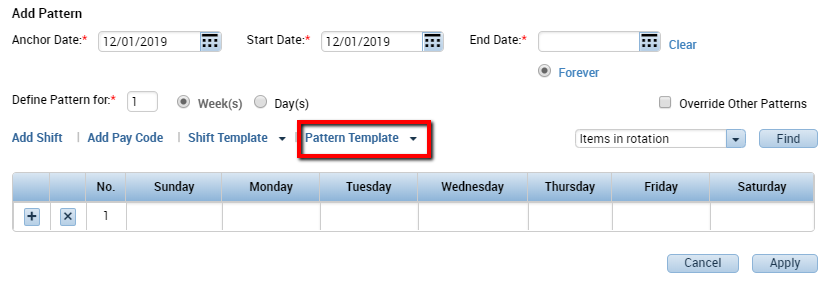 Add Pattern
Anchor Date:* 12/01/2019 Start Date:* 12/01/2019 End Date:* Clear
Forever
Define Pattern for:* 1 Week(s) Day(s) Override Other Patterns
Add Shift | Add Pay Code | Shift Template | Pattern Template Items in rotation Find
No. Sunday Monday Tuesday Wednesday Thursday Friday Saturday
1
Cancel Apply